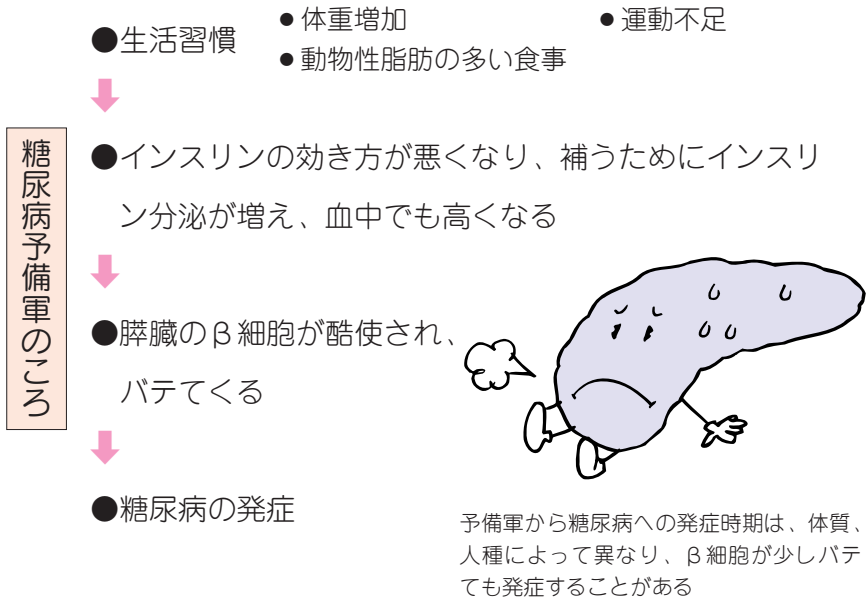 ●生活習慣
●体重増加 ●運動不足
●動物性脂肪の多い食事
糖尿病予備軍のころ
●インスリンの効き方が悪くなり、補うためにインスリ
ン分泌が増え、血中でも高くなる
●膵臓のβ細胞が酷使され、
バテてくる
●糖尿病の発症
予備軍から糖尿病への発症時期は、体質、
人種によって異なり、β細胞が少しバテ
ても発症することがある